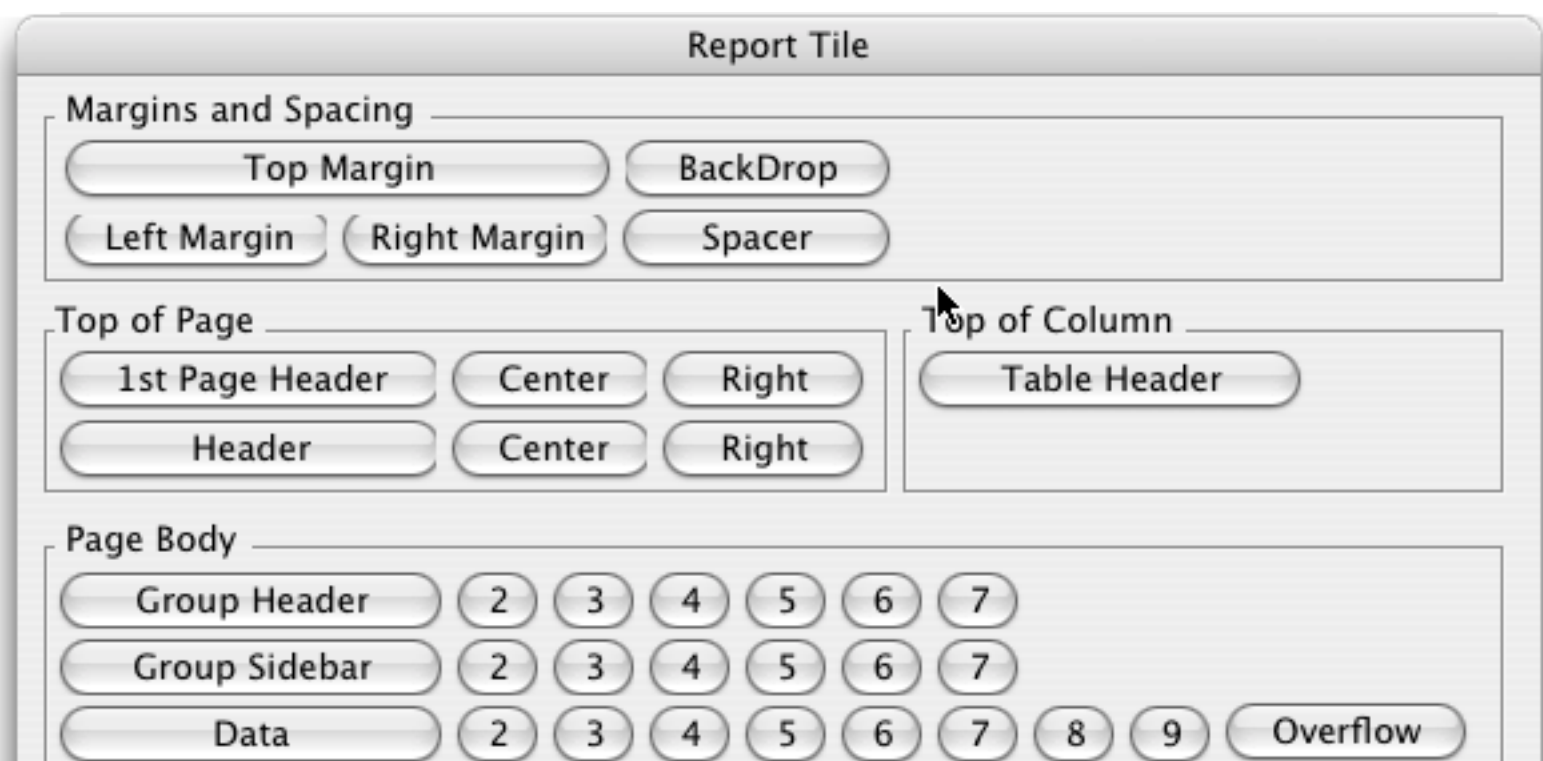 Report Tile
Margins and Spacing
Top Margin BackDrop
Left Margin Right Margin Spacer
Top of Page Top of Column
1st Page Header Center Right Table Header
Header Center Right
Page Body
Group Header 2 3 4 5 6 7
Group Sidebar 2 3 4 5 6 7
Data 2 3 4 5 6 7 8 9 Overflow